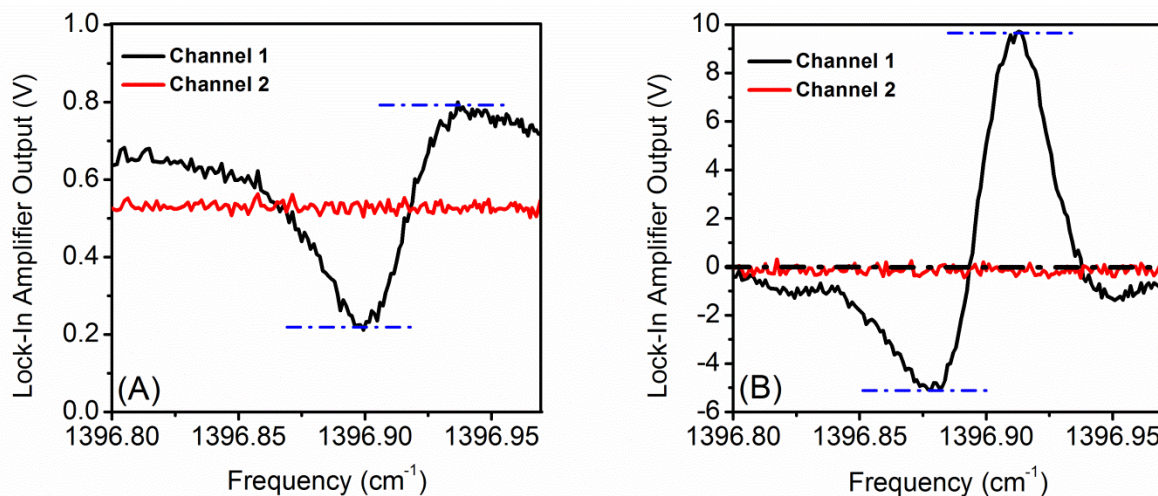 Lock-In Amplifier Output (V)
1.0
0.8
0.6
0.4
0.2
0.0
Channel 1
Channel 2
(A)
1396.80 1396.85 1396.90 1396.95
Frequency (cm⁻¹)
Lock-In Amplifier Output (V)
10
8
6
4
2
0
-2
-4
-6
Channel 1
Channel 2
(B)
1396.80 1396.85 1396.90 1396.95
Frequency (cm⁻¹)